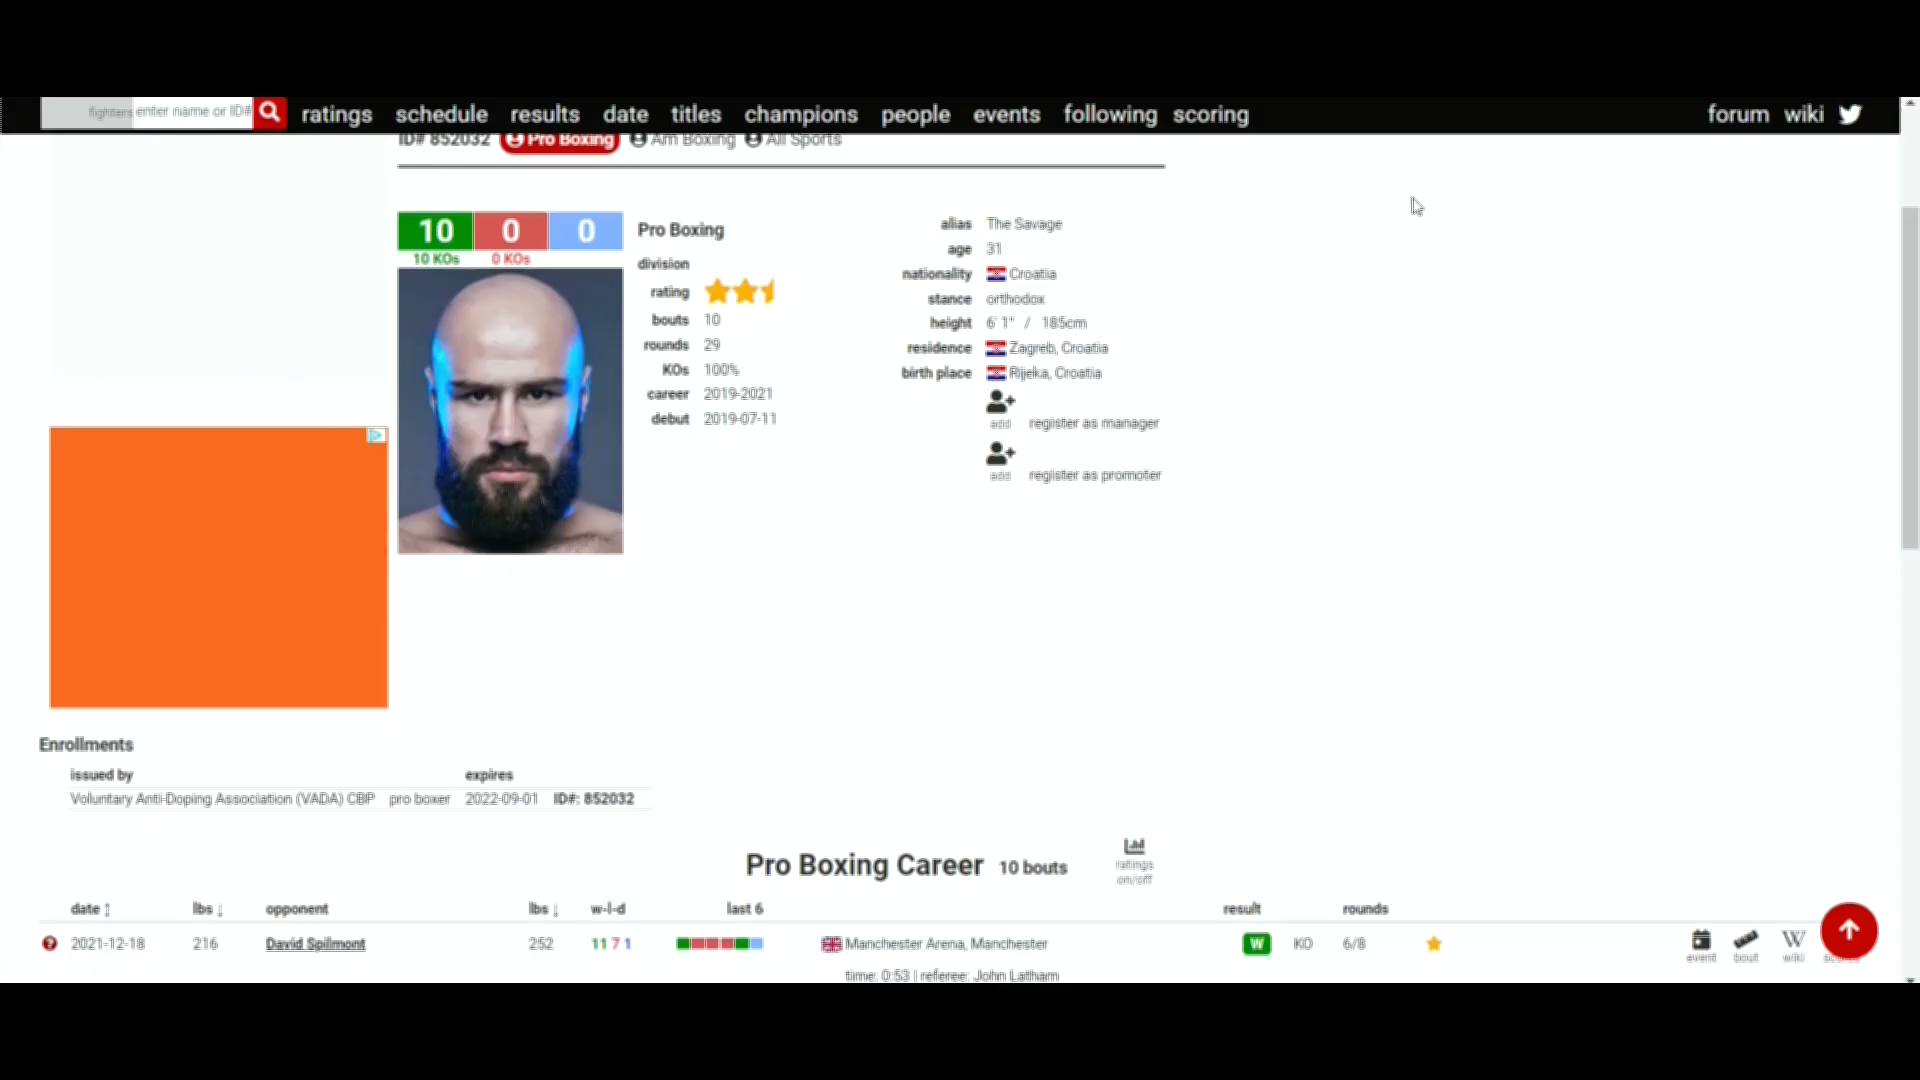 fighters enter name or ID# ratings schedule results date titles champions people events following scoring forum wiki
ID# 852032 Pro Boxing Am Boxing All Sports
10 0 0
10 KOs 0 KOs
Pro Boxing
division
rating
bouts 10
rounds 29
KOs 100%
career 2019-2021
debut 2019-07-11
alias The Savage
age 31
nationality Croatia
stance orthodox
height 6' 1" / 185cm
residence Zagreb, Croatia
birth place Rijeka, Croatia
add register as manager
add register as promoter
Enrollments
issued by expires
Voluntary Anti-Doping Association (VADA) CBP pro boxer 2022-09-01 ID#: 852032
Pro Boxing Career 10 bouts
ratings
on/off
date lbs opponent lbs w-l-d last 6 result rounds
2021-12-18 216 David Spilmont 252 11 7 1 Manchester Arena, Manchester W KO 6/8
event bout wiki
time: 0:53 | referee: John Latham